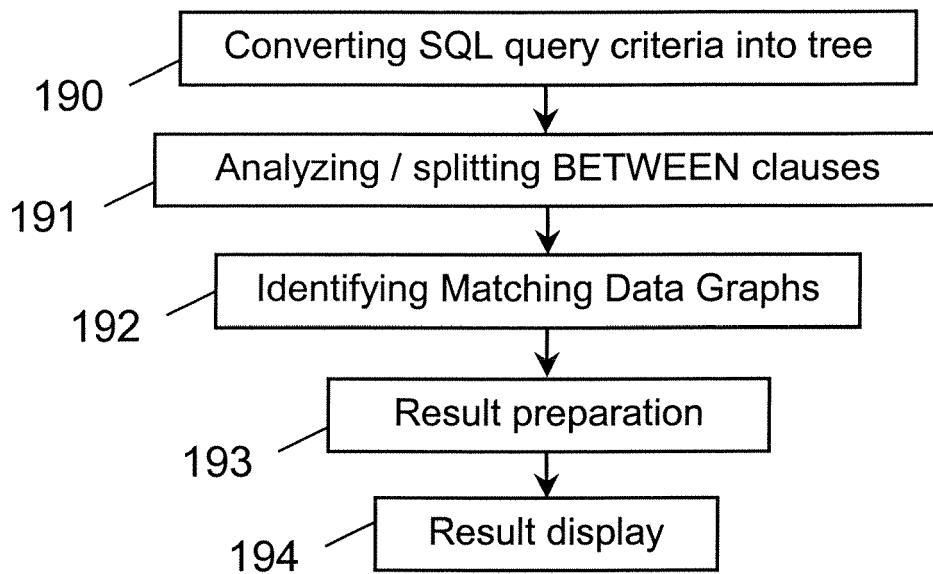 Converting SQL query criteria into tree
190
Analyzing / splitting BETWEEN clauses
191
Identifying Matching Data Graphs
192
Result preparation
193
Result display
194